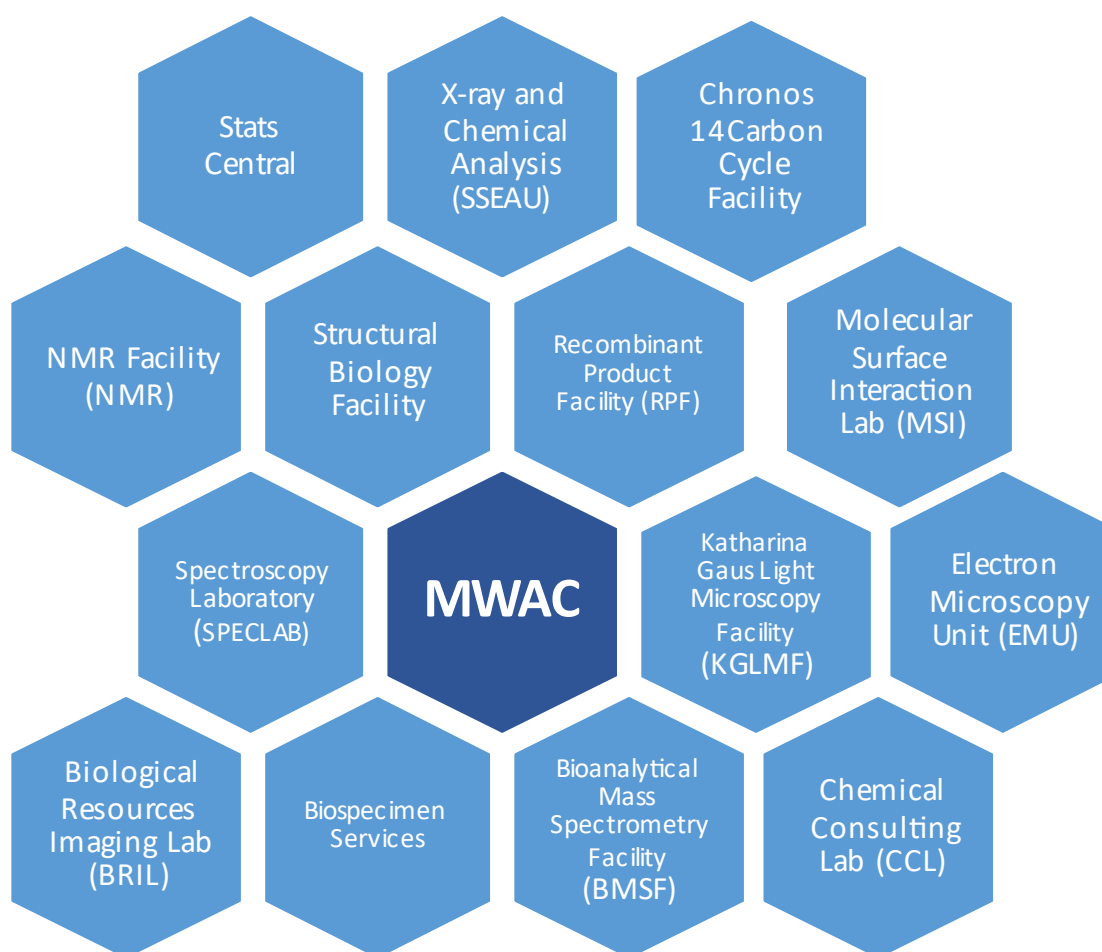 Stats
Central
X-ray and
Chemical
Analysis
(SSEAU)
Chronos
14Carbon
Cycle
Facility
NMR Facility
(NMR)
Structural
Biology
Facility
Recombinant
Product
Facility (RPF)
Molecular
Surface
Interaction
Lab (MSI)
Spectroscopy
Laboratory
(SPECLAB)
MWAC
Katharina
Gaus Light
Microscopy
Facility
(KGLMF)
Electron
Microscopy
Unit (EMU)
Biological
Resources
Imaging Lab
(BRIL)
Biospecimen
Services
Bioanalytical
Mass
Spectrometry
Facility
(BMSF)
Chemical
Consulting
Lab (CCL)